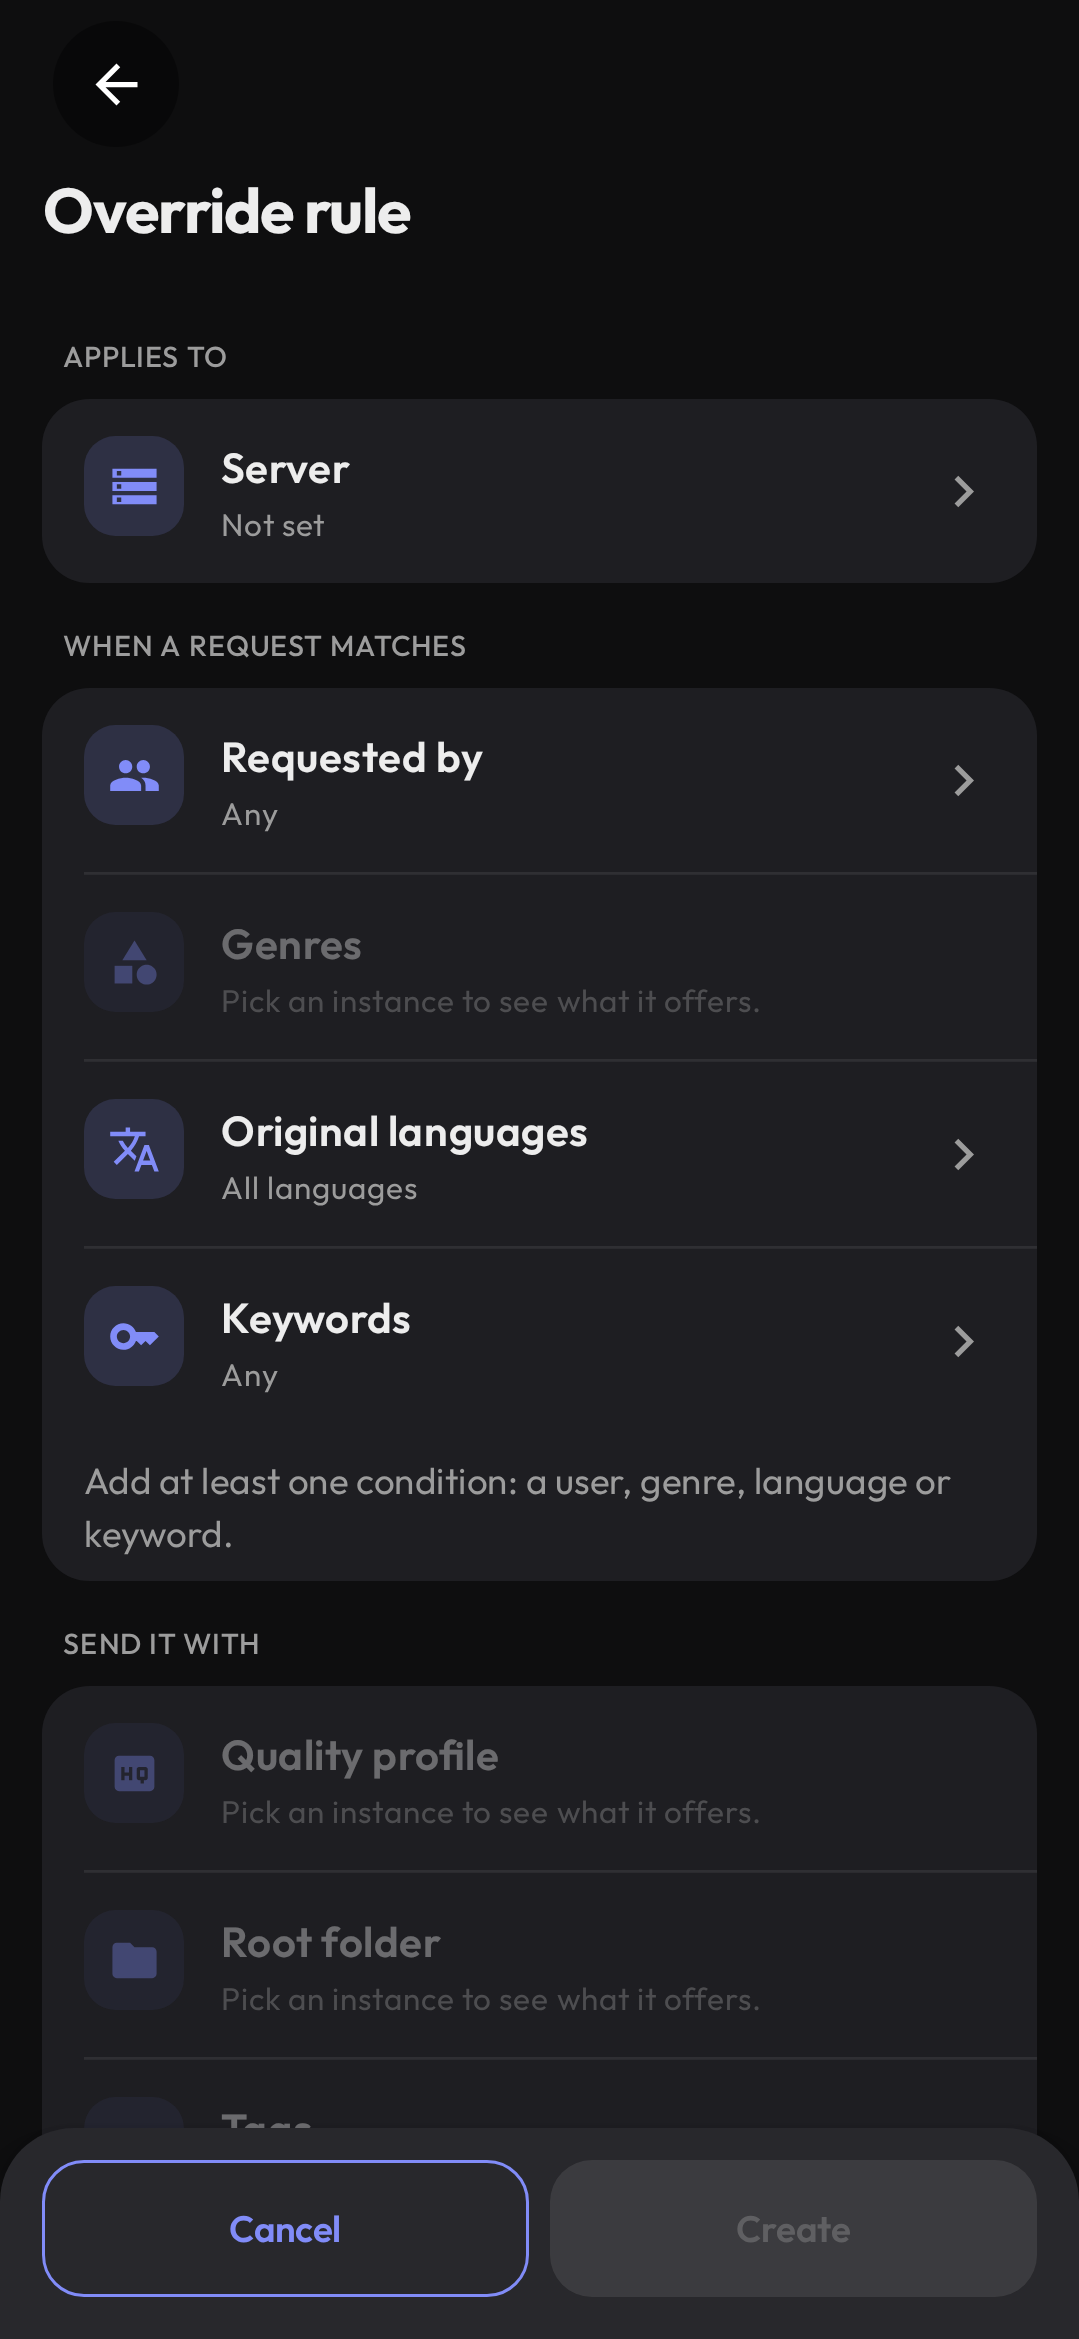 Override rule
APPLIES TO
Server
Not set
WHEN A REQUEST MATCHES
Requested by
Any
Genres
Pick an instance to see what it offers.
Original languages
All languages
Keywords
Any
Add at least one condition: a user, genre, language or
keyword.
SEND IT WITH
HQ
Quality profile
Pick an instance to see what it offers.
Root folder
Pick an instance to see what it offers.
Tags
Cancel
Create